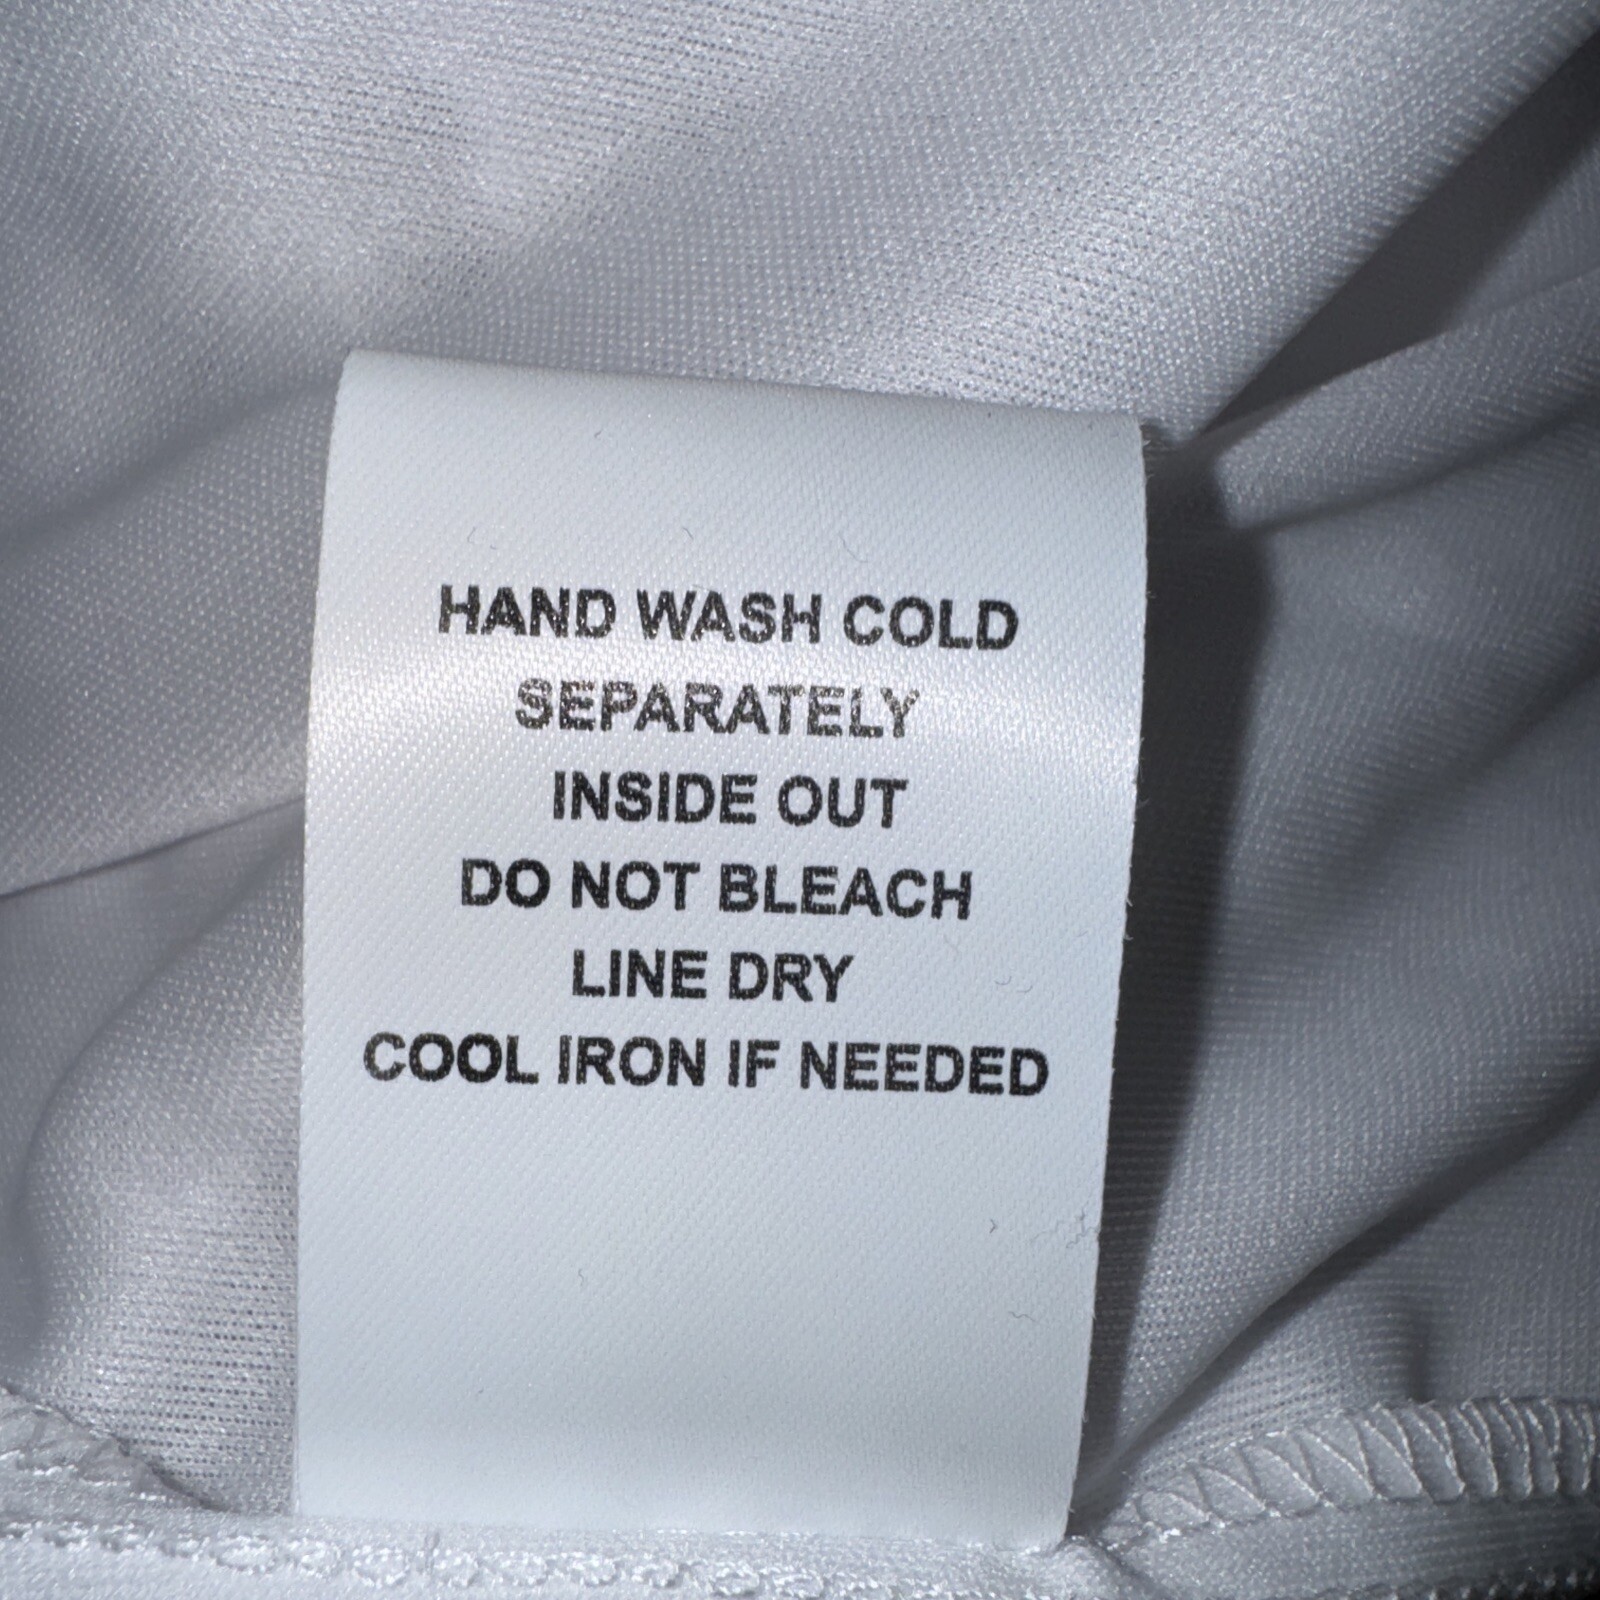 HAND WASH COLD
SEPARATELY
INSIDE OUT
DO NOT BLEACH
LINE DRY
COOL IRON IF NEEDED